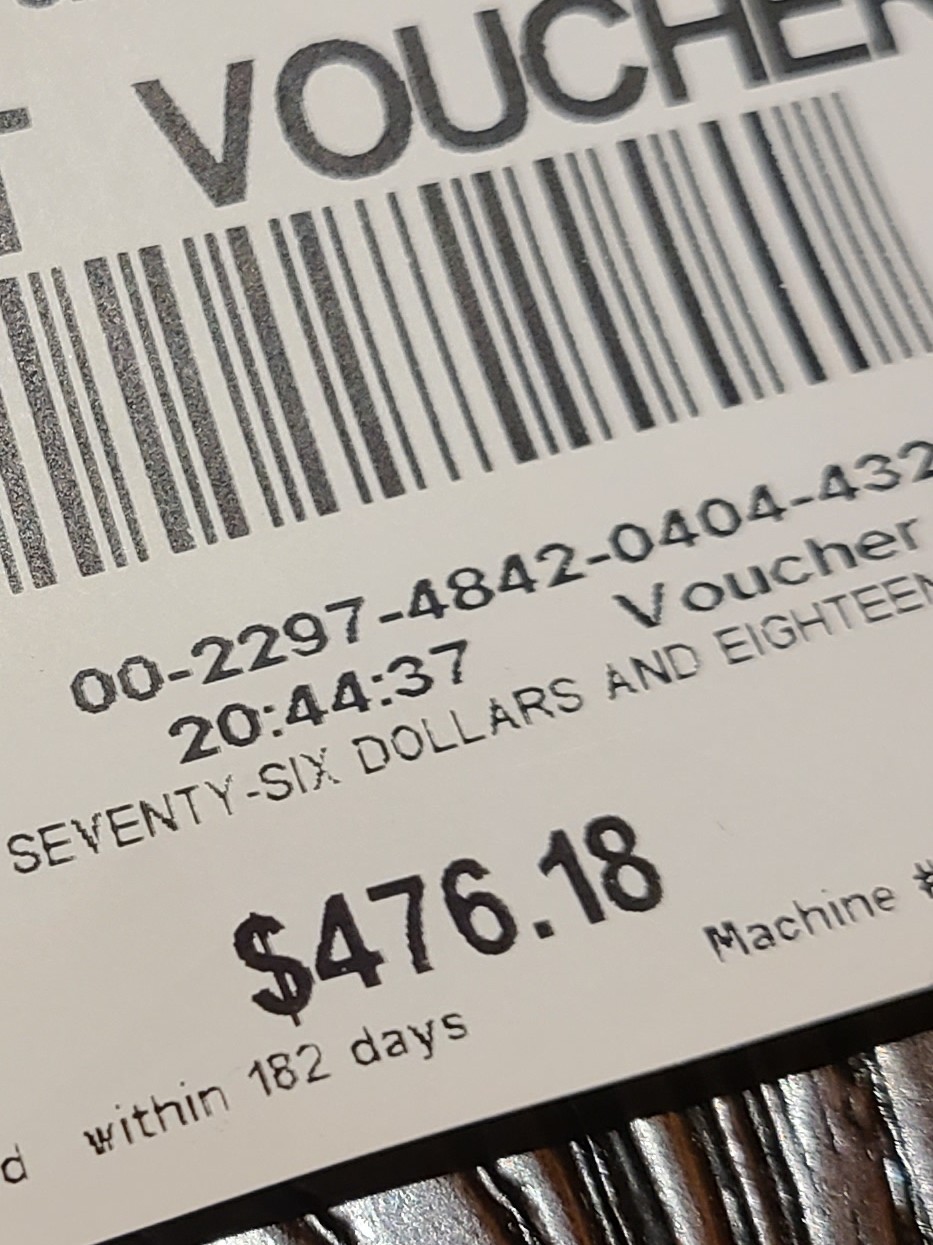 T VOUCHER
00-2297-4842-0404-432
20:44:37 Voucher
SEVENTY-SIX DOLLARS AND EIGHTEEN
$476.18
Machine #
d within 182 days